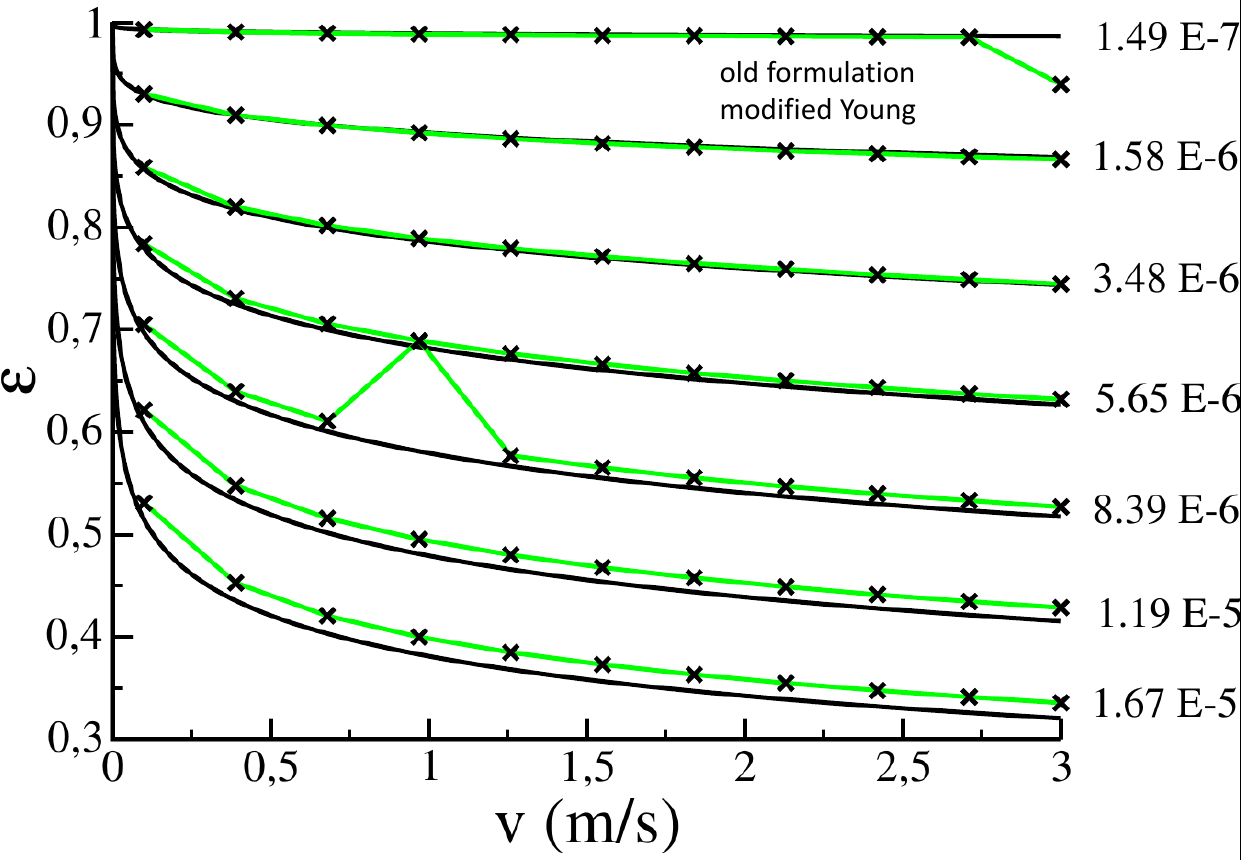 1
1.49 E-7
old formulation
modified Young
0,9
1.58 E-6
0,8
3.48 E-6
0,7
ε
5.65 E-6
0,6
8.39 E-6
0,5
1.19 E-5
0,4
1.67 E-5
0,3
0 0,5 1 1,5 2 2,5 3
v (m/s)